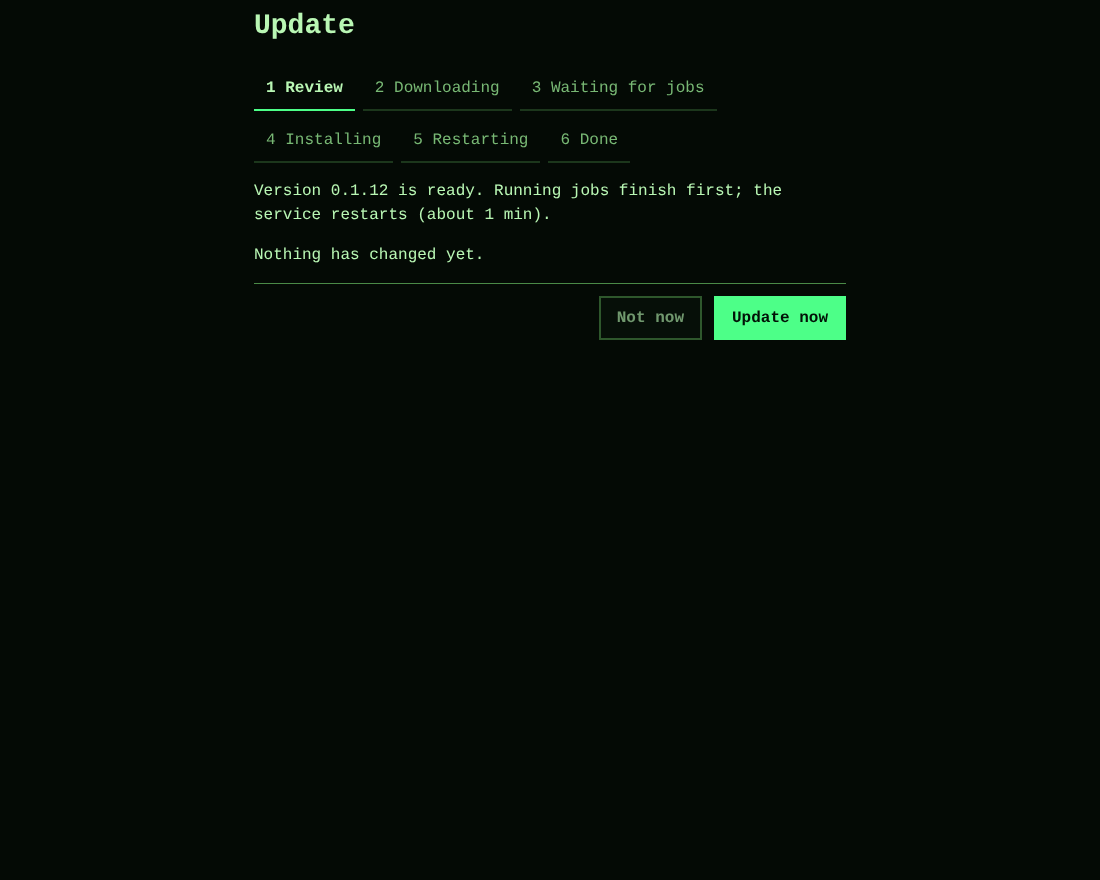 Update
1 Review 2 Downloading 3 Waiting for jobs
4 Installing 5 Restarting 6 Done
Version 0.1.12 is ready. Running jobs finish first; the
service restarts (about 1 min).
Nothing has changed yet.
Not now Update now